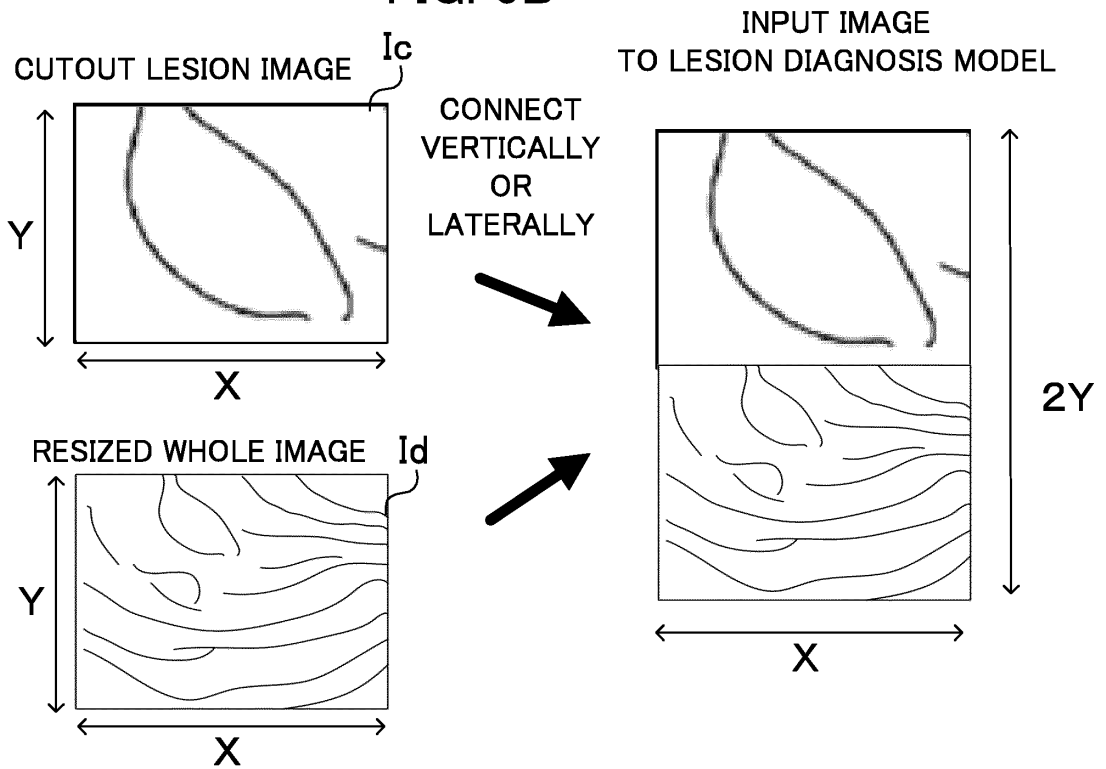 CUTOUT LESION IMAGE
Ic
Y
X
CONNECT
VERTICALLY
OR
LATERALLY
RESIZED WHOLE IMAGE
Id
Y
X
INPUT IMAGE
TO LESION DIAGNOSIS MODEL
2Y
X